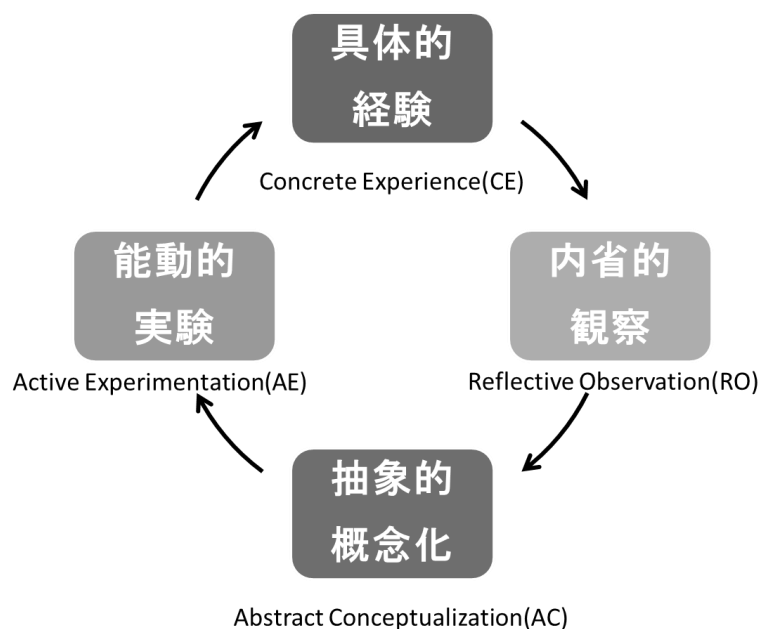 具体的
経験
Concrete Experience(CE)
能動的
実験
Active Experimentation(AE)
内省的
観察
Reflective Observation(RO)
抽象的
概念化
Abstract Conceptualization(AC)